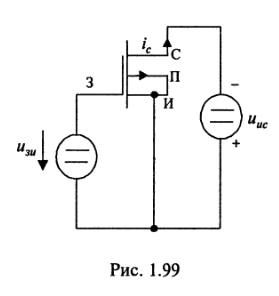 i_c
С
П
З
И
−
u_ис
+
u_зи
Рис. 1.99